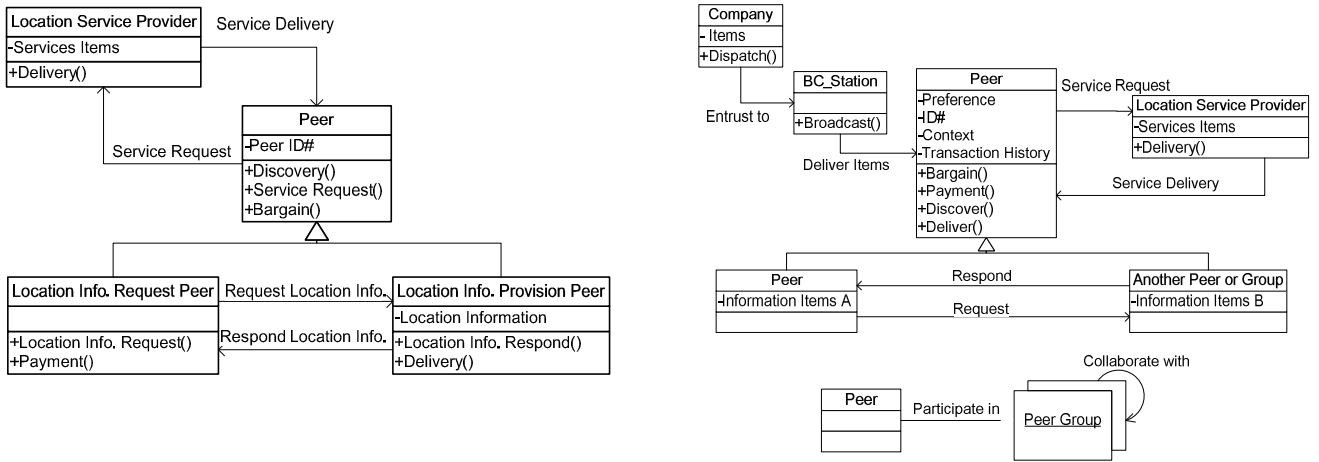 Location Service Provider
-Services Items
+Delivery()
Service Delivery
Service Request
Peer
-Peer ID#
+Discovery()
+Service Request()
+Bargain()
Location Info. Request Peer
+Location Info. Request()
+Payment()
Request Location Info.
Respond Location Info.
Location Info. Provision Peer
-Location Information
+Location Info. Respond()
+Delivery()
Company
- Items
+Dispatch()
Entrust to
BC_Station
+Broadcast()
Deliver Items
Peer
-Preference
-ID#
-Context
-Transaction History
+Bargain()
+Payment()
+Discover()
+Deliver()
Service Request
Location Service Provider
-Services Items
+Delivery()
Service Delivery
Peer
-Information Items A
Respond
Request
Another Peer or Group
-Information Items B
Collaborate with
Peer
Participate in
Peer Group